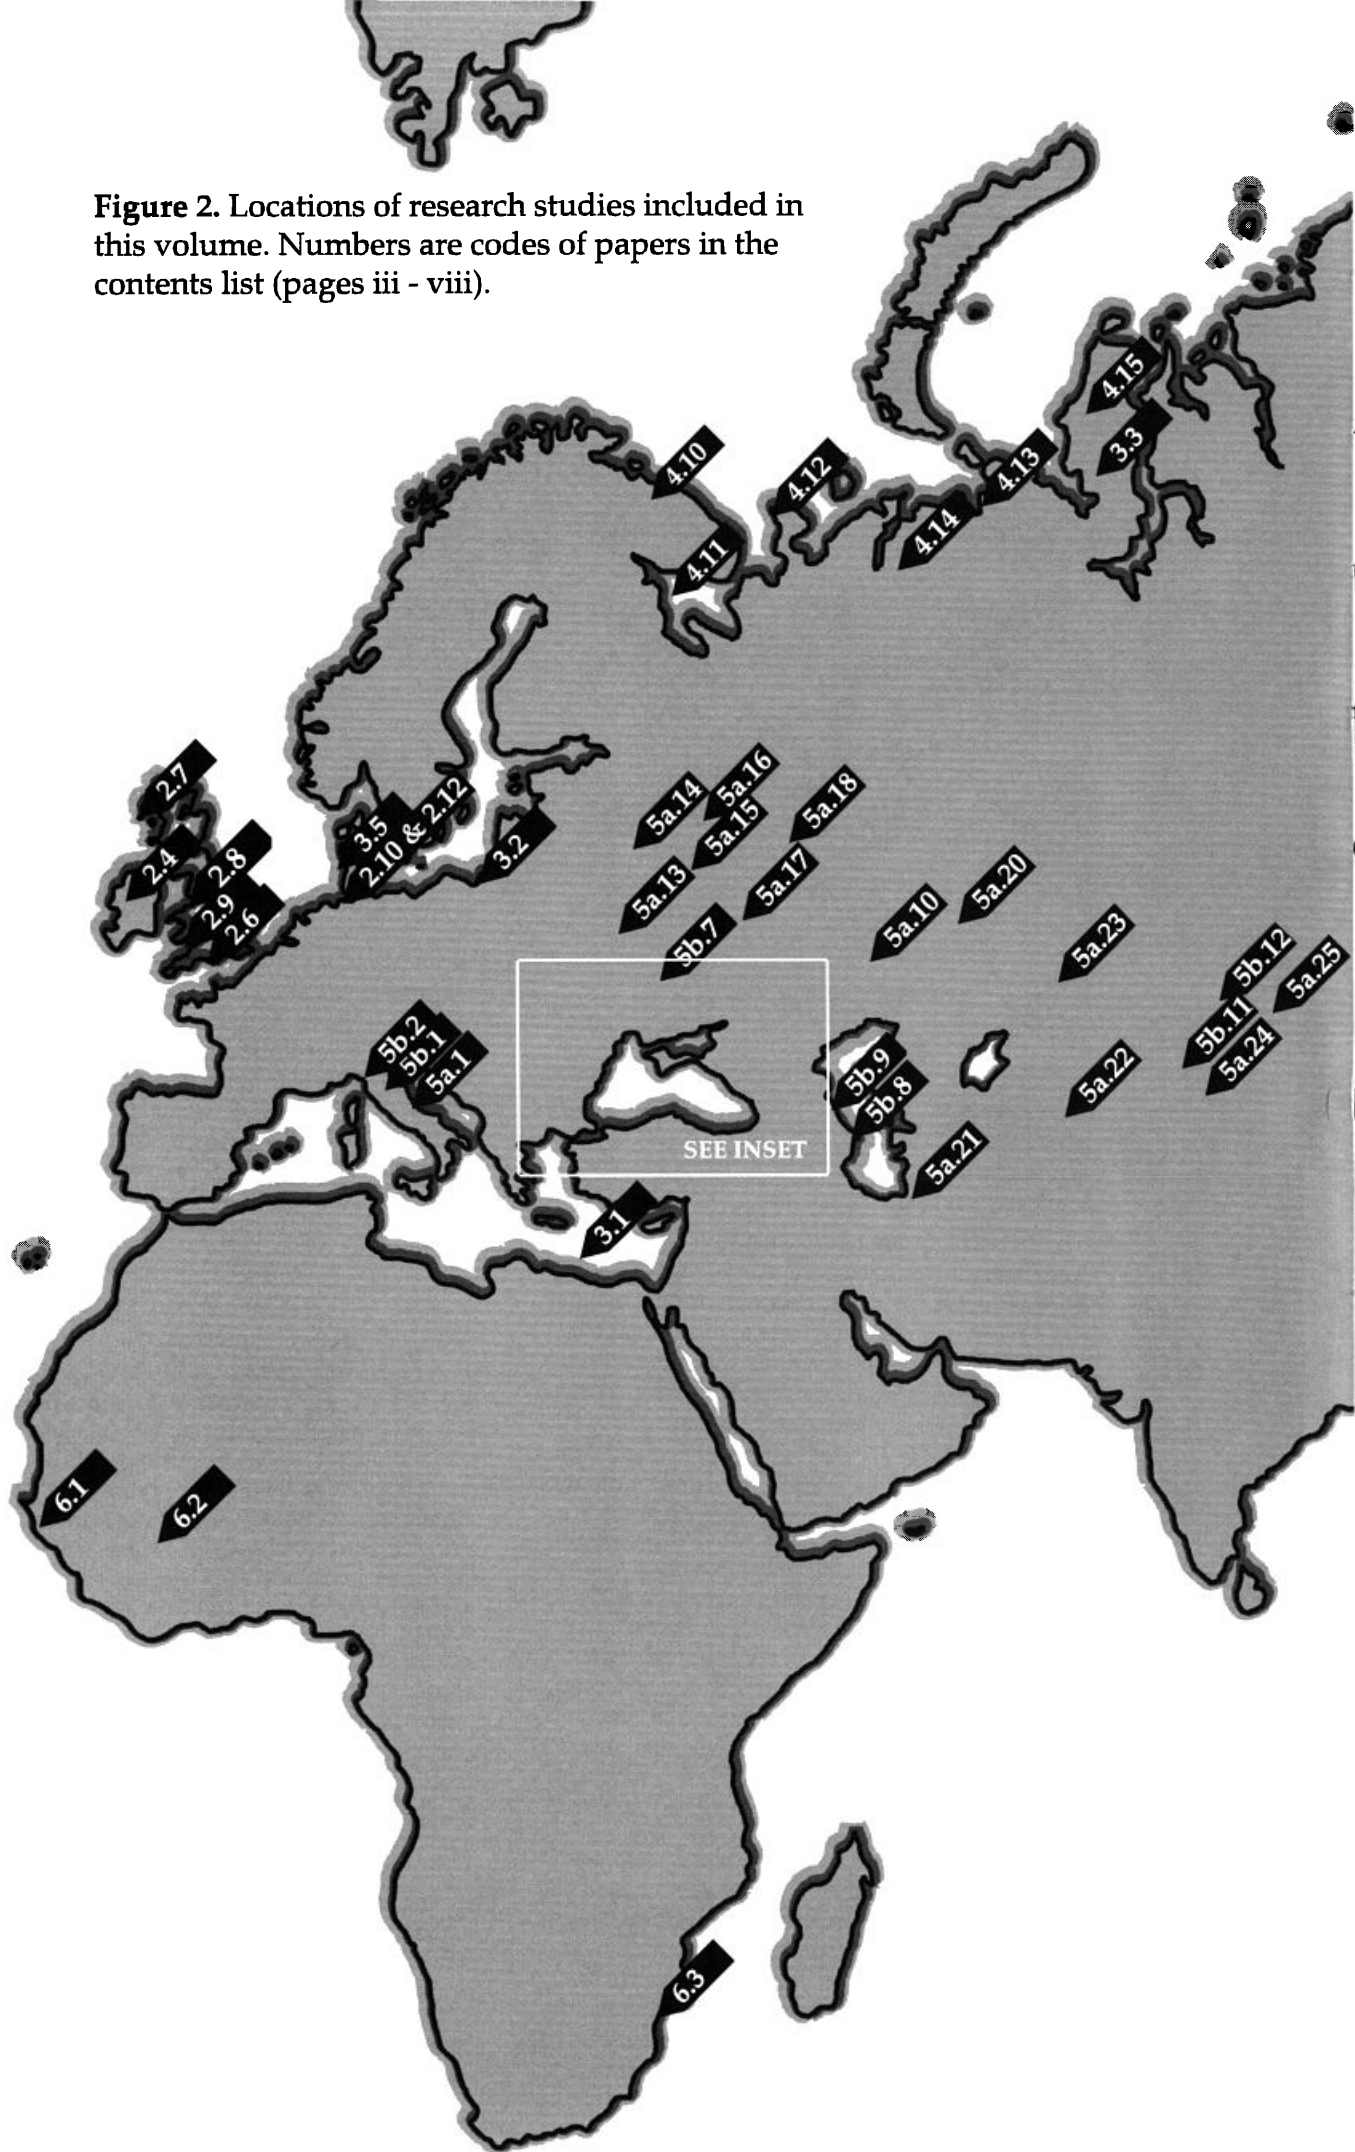 Figure 2. Locations of research studies included in
this volume. Numbers are codes of papers in the
contents list (pages iii - viii).
4.15
3.3
4.10
4.12
4.13
4.14
4.11
2.7
2.4
2.8
2.9
2.6
3.5
2.10 & 2.12
3.2
5a.14
5a.16
5a.15
5a.18
5a.13
5a.17
5b.7
5a.10
5a.20
5a.23
5b.12
5a.25
5b.11
5a.24
5a.22
5b.2
5b.1
5a.1
5b.9
5b.8
5a.21
SEE INSET
3.1
6.1
6.2
6.3